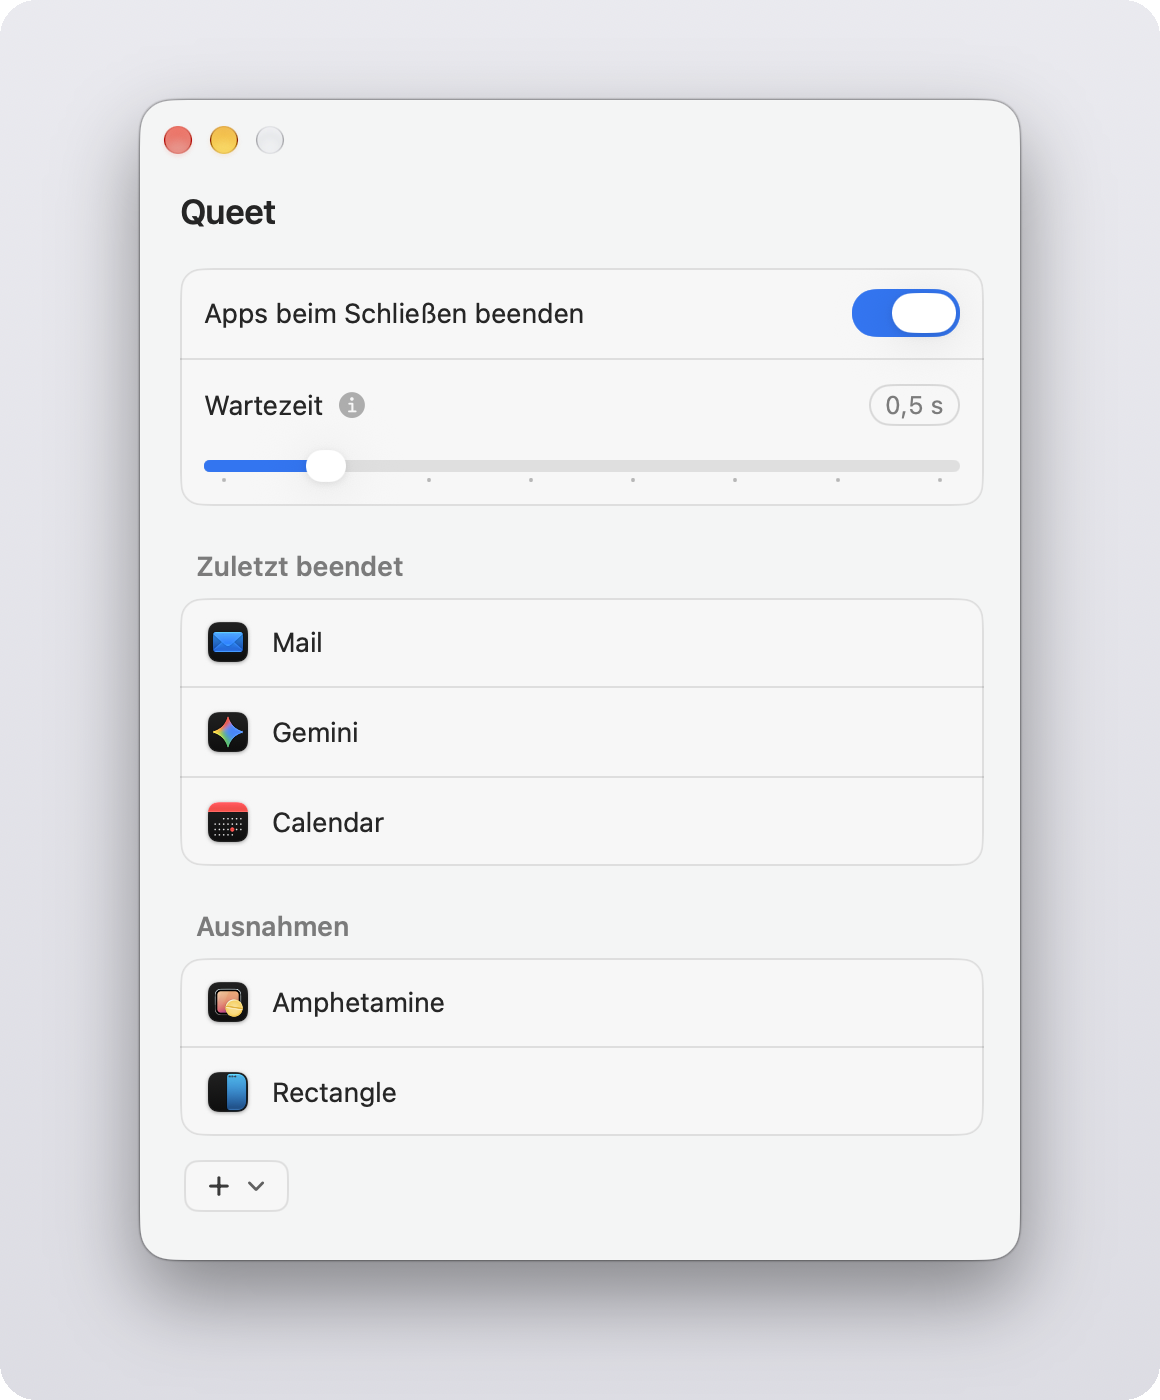 Queet
Apps beim Schließen beenden
Wartezeit
0,5 s
Zuletzt beendet
Mail
Gemini
Calendar
Ausnahmen
Amphetamine
Rectangle